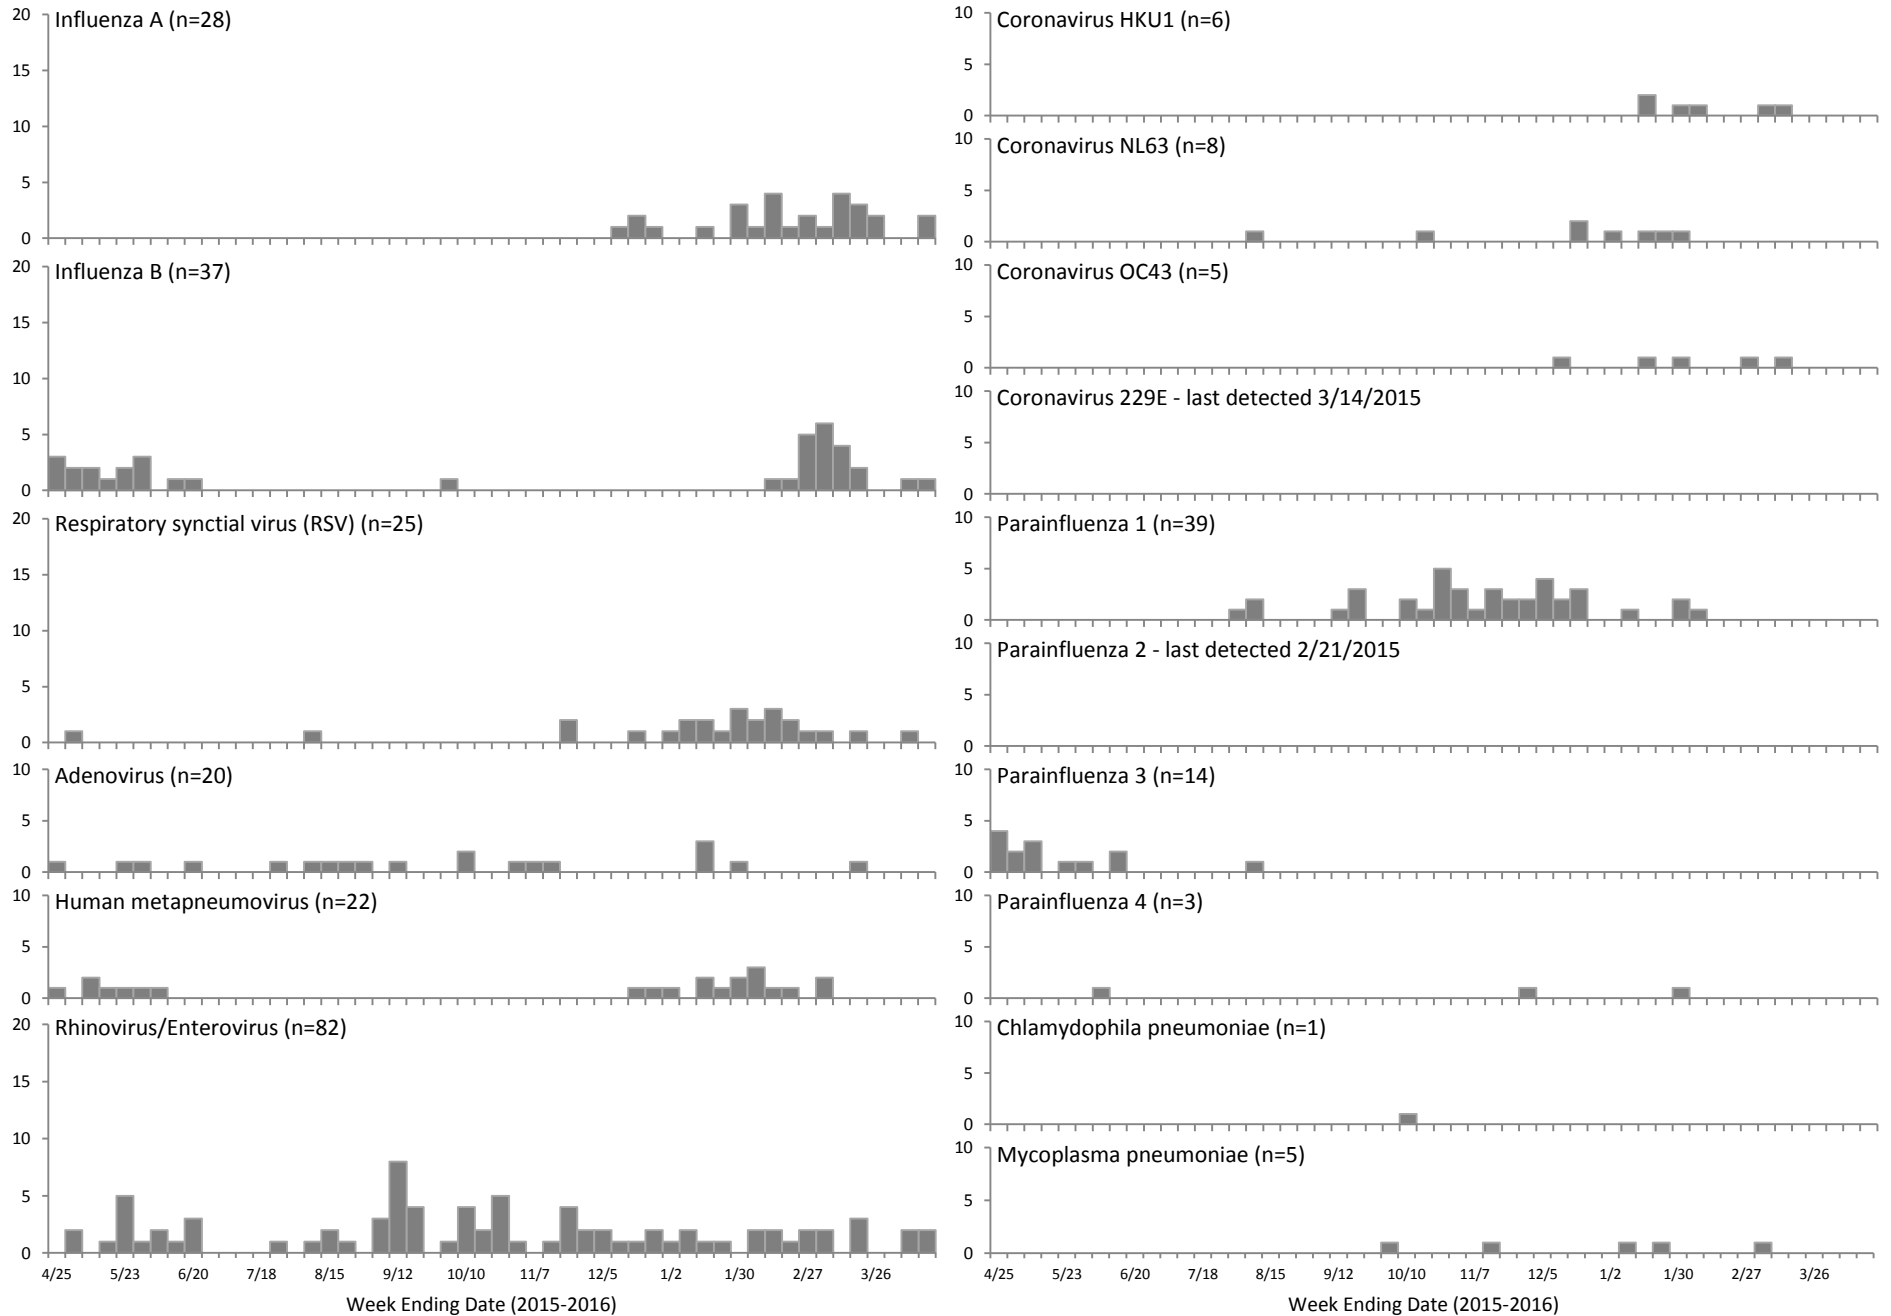 Influenza A (n=28)
20
15
10
5
0
Influenza B (n=37)
20
15
10
5
0
Respiratory synctial virus (RSV) (n=25)
20
15
10
5
0
Adenovirus (n=20)
10
5
0
Human metapneumovirus (n=22)
10
5
0
Rhinovirus/Enterovirus (n=82)
20
15
10
5
0
4/25 5/23 6/20 7/18 8/15 9/12 10/10 11/7 12/5 1/2 1/30 2/27 3/26
Week Ending Date (2015-2016)
Coronavirus HKU1 (n=6)
10
5
0
Coronavirus NL63 (n=8)
10
5
0
Coronavirus OC43 (n=5)
10
5
0
Coronavirus 229E - last detected 3/14/2015
10
5
0
Parainfluenza 1 (n=39)
10
5
0
Parainfluenza 2 - last detected 2/21/2015
10
5
0
Parainfluenza 3 (n=14)
10
5
0
Parainfluenza 4 (n=3)
10
5
0
Chlamydophila pneumoniae (n=1)
10
5
0
Mycoplasma pneumoniae (n=5)
10
5
0
4/25 5/23 6/20 7/18 8/15 9/12 10/10 11/7 12/5 1/2 1/30 2/27 3/26
Week Ending Date (2015-2016)